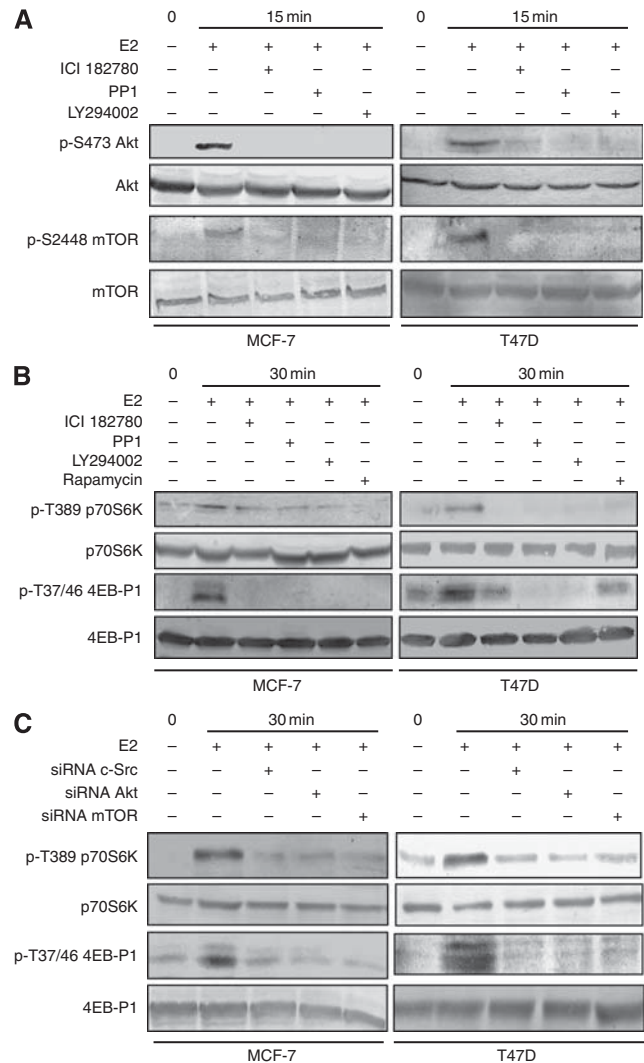 A
0 15 min 0 15 min
E2 – + + + + – + + + +
ICI 182780 – – + – – – – + – –
PP1 – – – + – – – – + –
LY294002 – – – – + – – – – +
p-S473 Akt
Akt
p-S2448 mTOR
mTOR
MCF-7 T47D
B
0 30 min 0 30 min
E2 – + + + + + – + + + + +
ICI 182780 – – + – – – – – + – – –
PP1 – – – + – – – – – + – –
LY294002 – – – – + – – – – – + –
Rapamycin – – – – – + – – – – – +
p-T389 p70S6K
p70S6K
p-T37/46 4EB-P1
4EB-P1
MCF-7 T47D
C
0 30 min 0 30 min
E2 – + + + + – + + + +
siRNA c-Src – – + – – – – + – –
siRNA Akt – – – + – – – – + –
siRNA mTOR – – – – + – – – – +
p-T389 p70S6K
p70S6K
p-T37/46 4EB-P1
4EB-P1
MCF-7 T47D